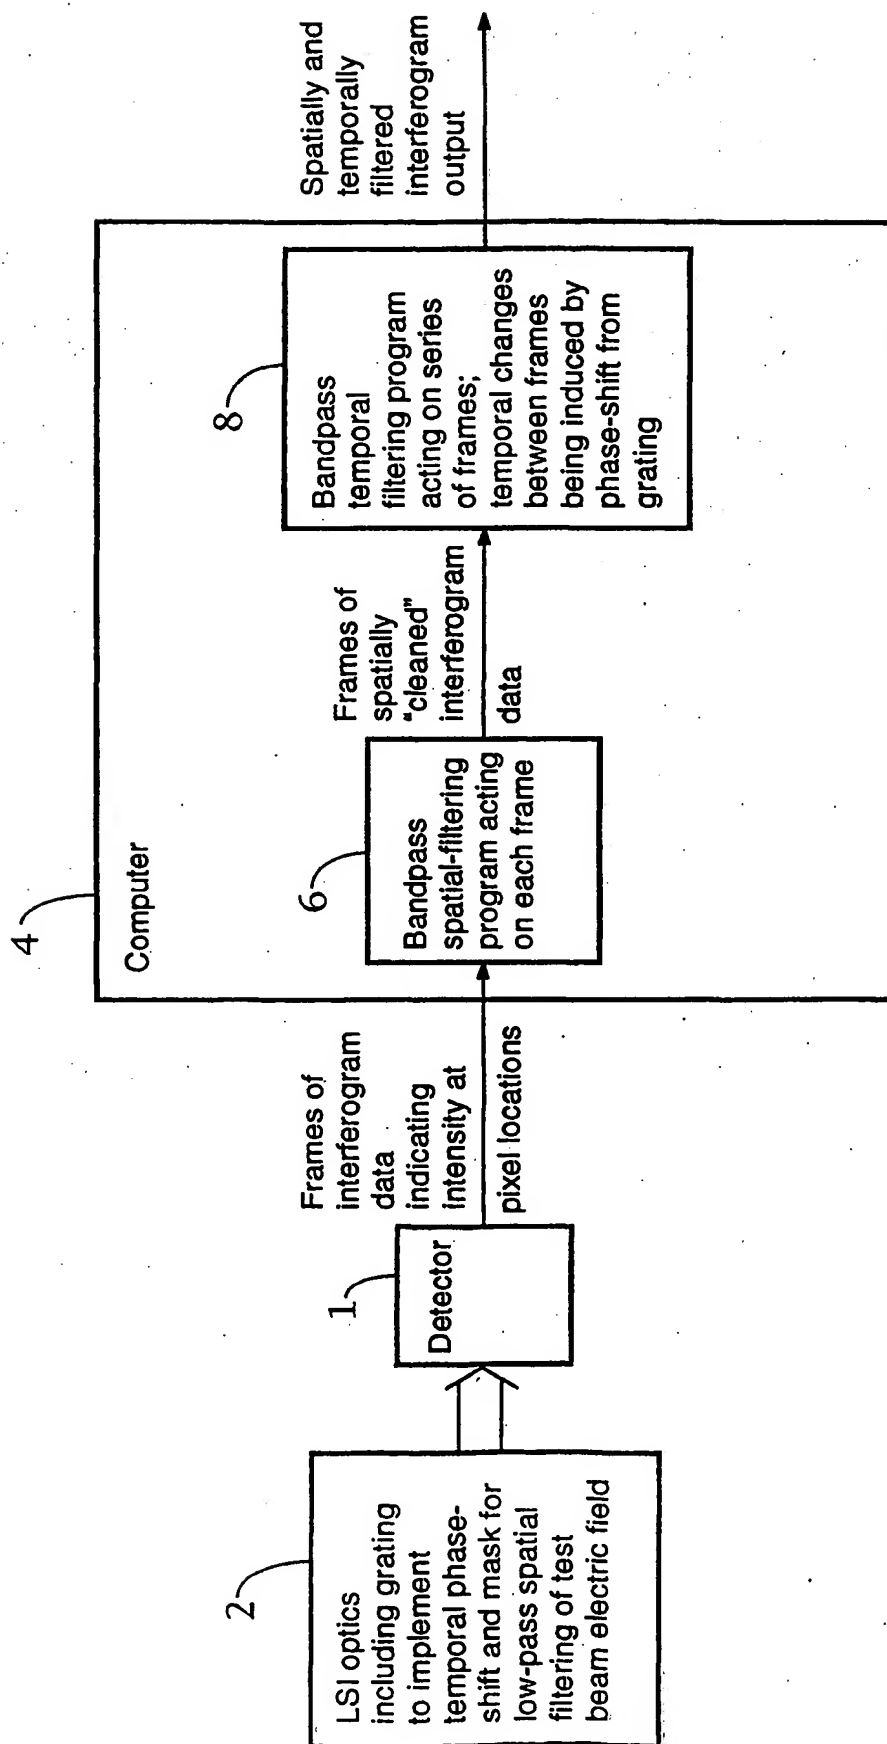 2
LSI optics
including grating
to implement
temporal phase-
shift and mask for
low-pass spatial
filtering of test
beam electric field
1
Detector
Frames of
interferogram
data
indicating
intensity at
pixel locations
4
Computer
6
Bandpass
spatial-filtering
program acting
on each frame
Frames of
spatially
"cleaned"
interferogram
data
8
Bandpass
temporal
filtering program
acting on series
of frames;
temporal changes
between frames
being induced by
phase-shift from
grating
Spatially and
temporally
filtered
interferogram
output